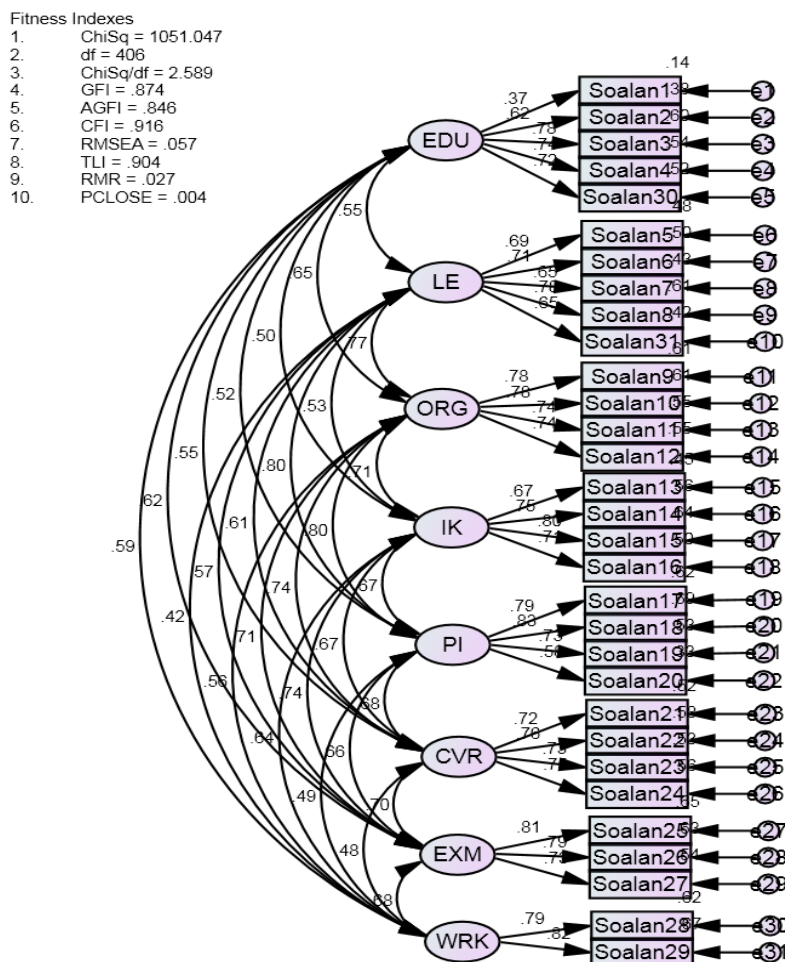 Fitness Indexes
1. ChiSq = 1051.047
2. df = 406
3. ChiSq/df = 2.589
4. GFI = .874
5. AGFI = .846
6. CFI = .916
7. RMSEA = .057
8. TLI = .904
9. RMR = .027
10. PCLOSE = .004
.14
EDU
.37
.62
.78
.74
.72
Soalan1
Soalan2
Soalan3
Soalan4
Soalan30
e1
e2
e3
e4
e5
.55
LE
.69
.71
.65
.78
.65
Soalan5
Soalan6
Soalan7
Soalan8
Soalan31
e6
e7
e8
e9
e10
.65
.77
ORG
.78
.78
.74
.74
Soalan9
Soalan10
Soalan11
Soalan12
e11
e12
e13
e14
.50
.53
.71
IK
.67
.75
.80
Soalan13
Soalan14
Soalan15
Soalan16
e15
e16
e17
e18
.52
.80
.80
.67
PI
.79
.83
.73
Soalan17
Soalan18
Soalan19
Soalan20
e19
e20
e21
e22
.55
.61
.74
.67
.68
CVR
.72
Soalan21
Soalan22
Soalan23
Soalan24
e23
e24
e25
e26
.62
.57
.71
.74
.66
.70
EXM
.81
.79
Soalan25
Soalan26
Soalan27
e27
e28
e29
.59
.42
.56
.64
.49
.48
.68
WRK
.79
.82
Soalan28
Soalan29
e30
e31